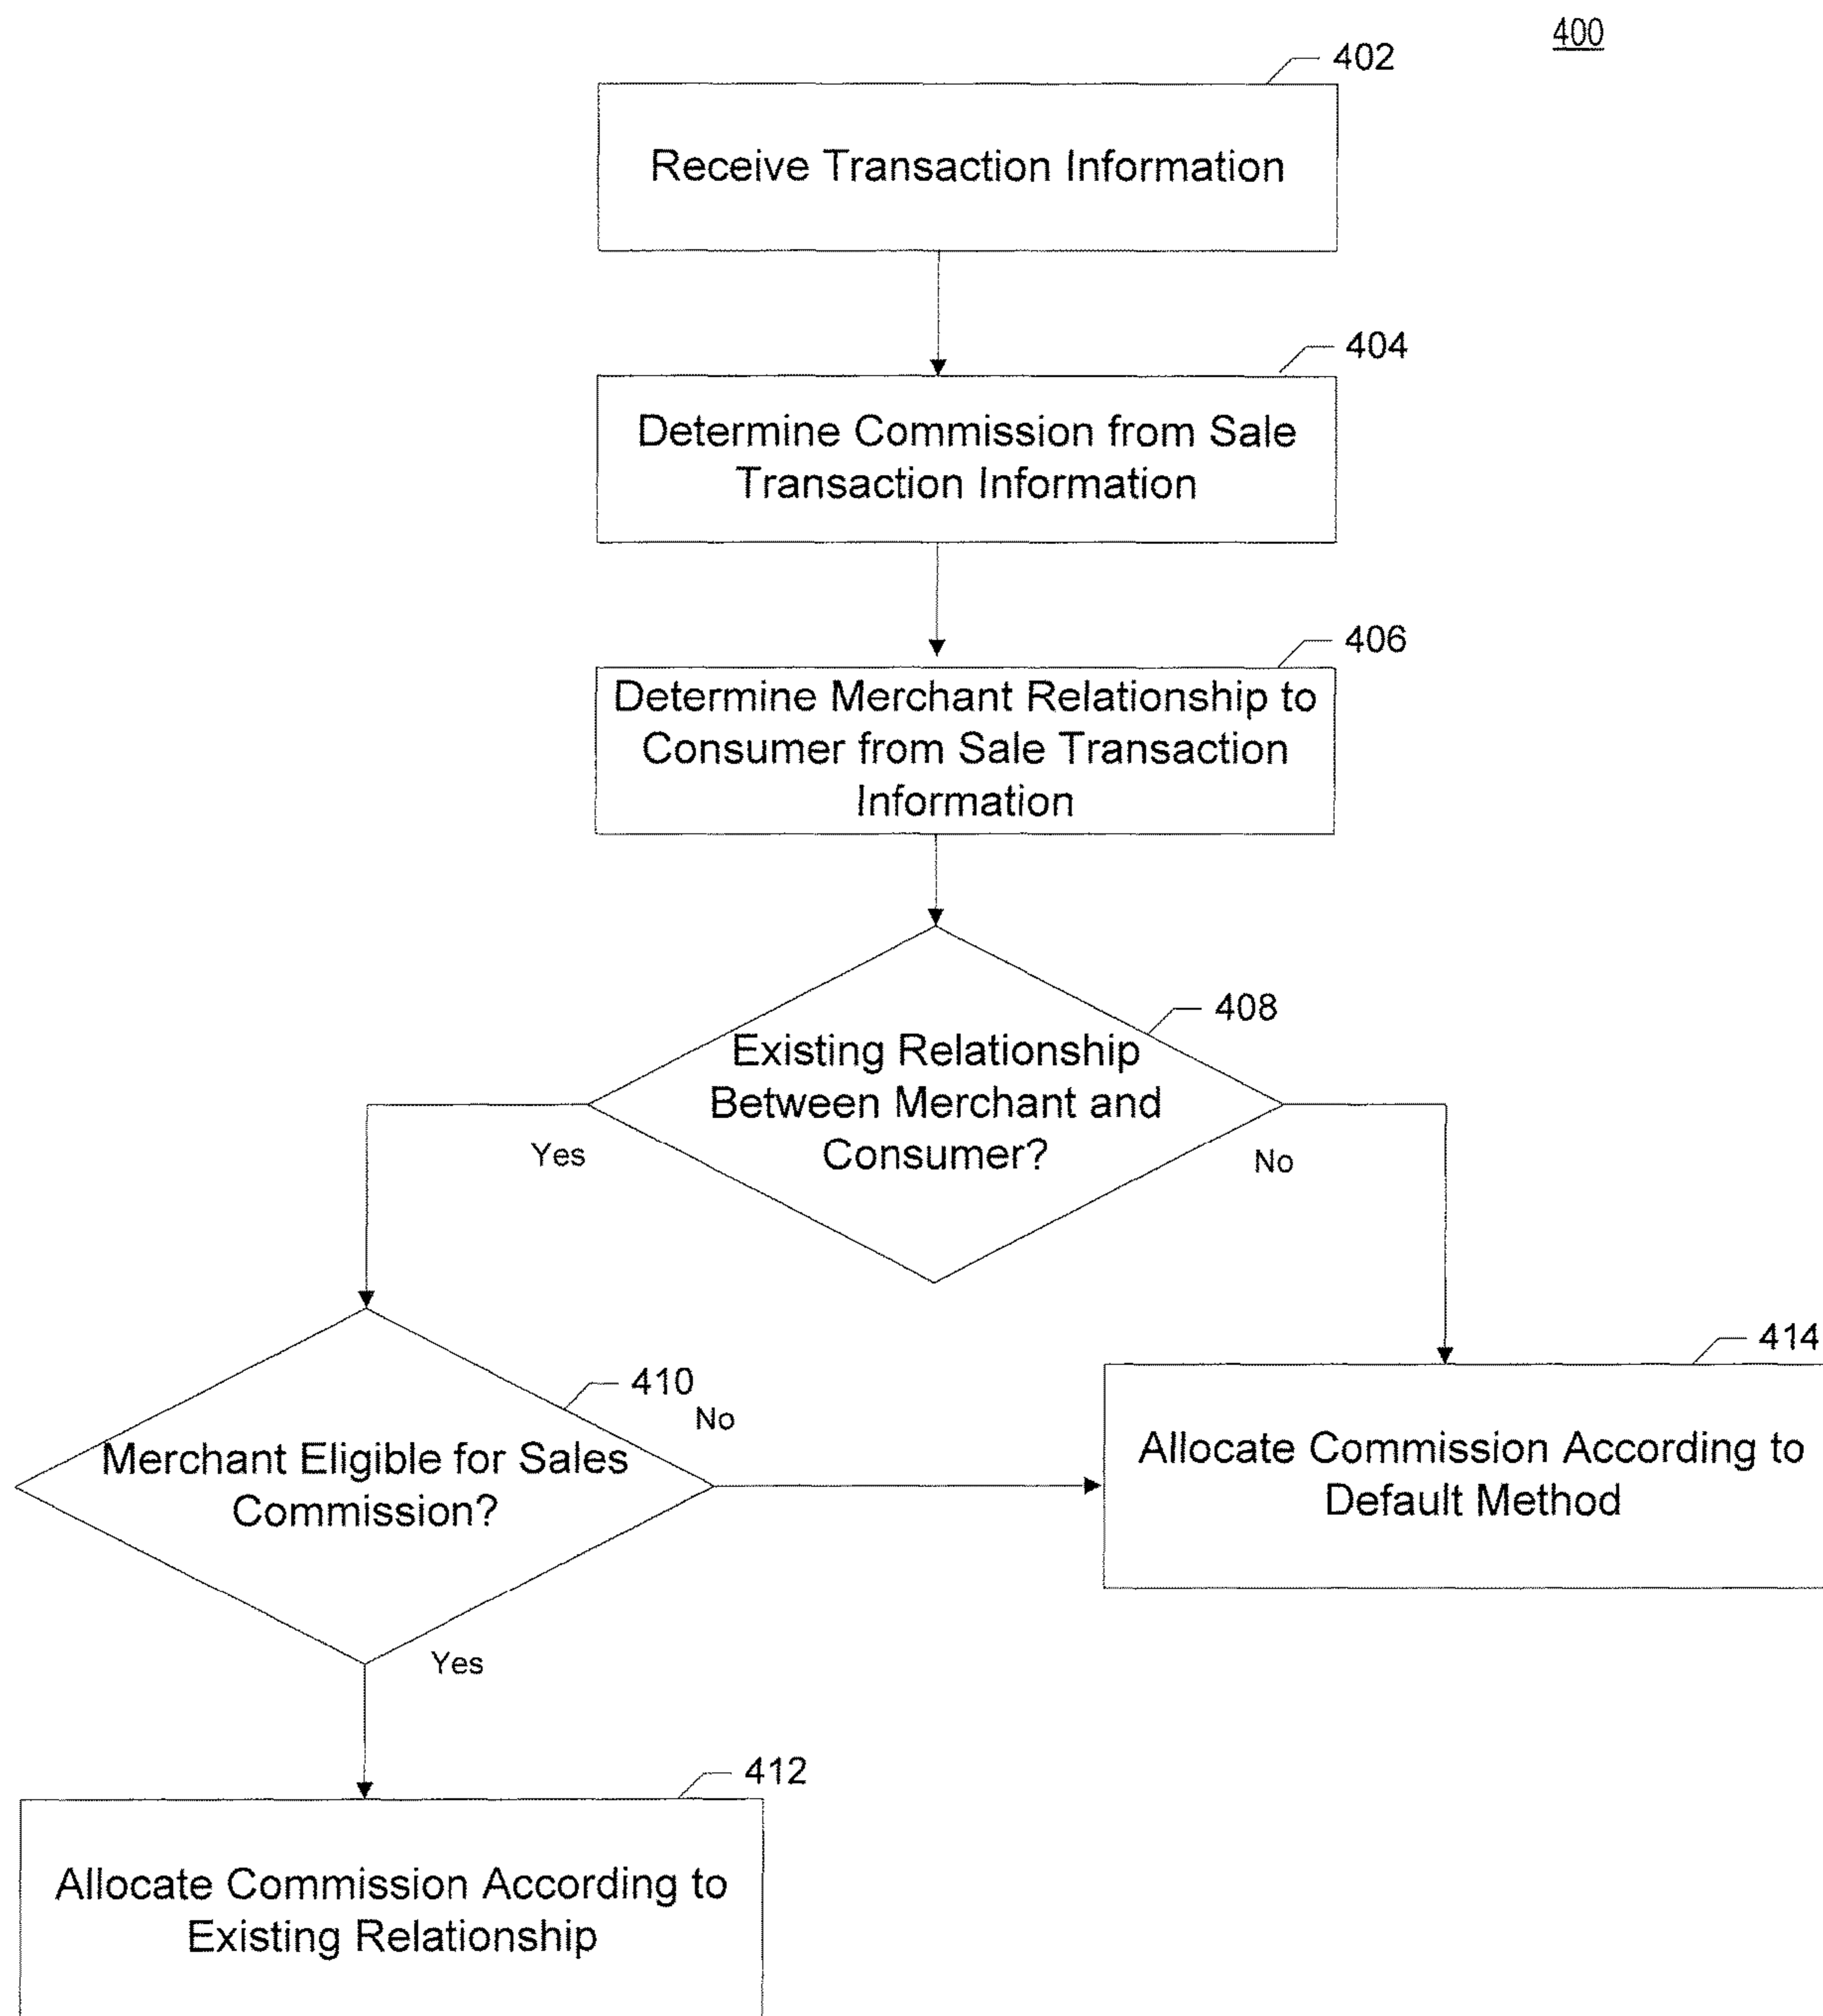 400
402
Receive Transaction Information
404
Determine Commission from Sale
Transaction Information
406
Determine Merchant Relationship to
Consumer from Sale Transaction
Information
408
Existing Relationship
Between Merchant and
Consumer?
Yes
No
410
No
Merchant Eligible for Sales
Commission?
Yes
414
Allocate Commission According to
Default Method
412
Allocate Commission According to
Existing Relationship